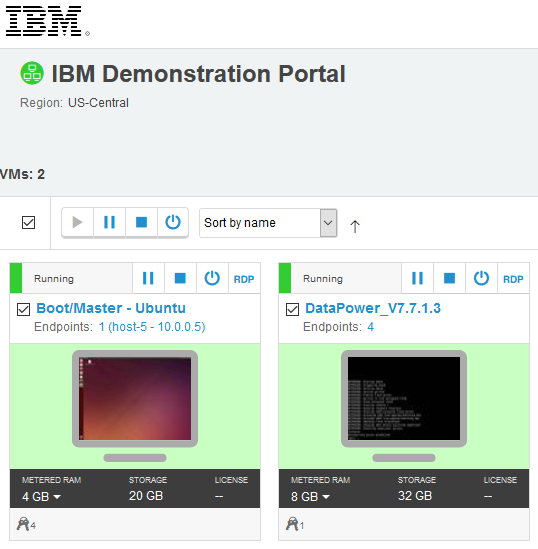 IBM
IBM Demonstration Portal
Region: US-Central
VMs: 2
Sort by name
Running RDP
Boot/Master - Ubuntu
Endpoints: 1 (host-5 - 10.0.0.5)
METERED RAM STORAGE LICENSE
4 GB 20 GB --
4
Running RDP
DataPower_V7.7.1.3
Endpoints: 4
METERED RAM STORAGE LICENSE
8 GB 32 GB --
1